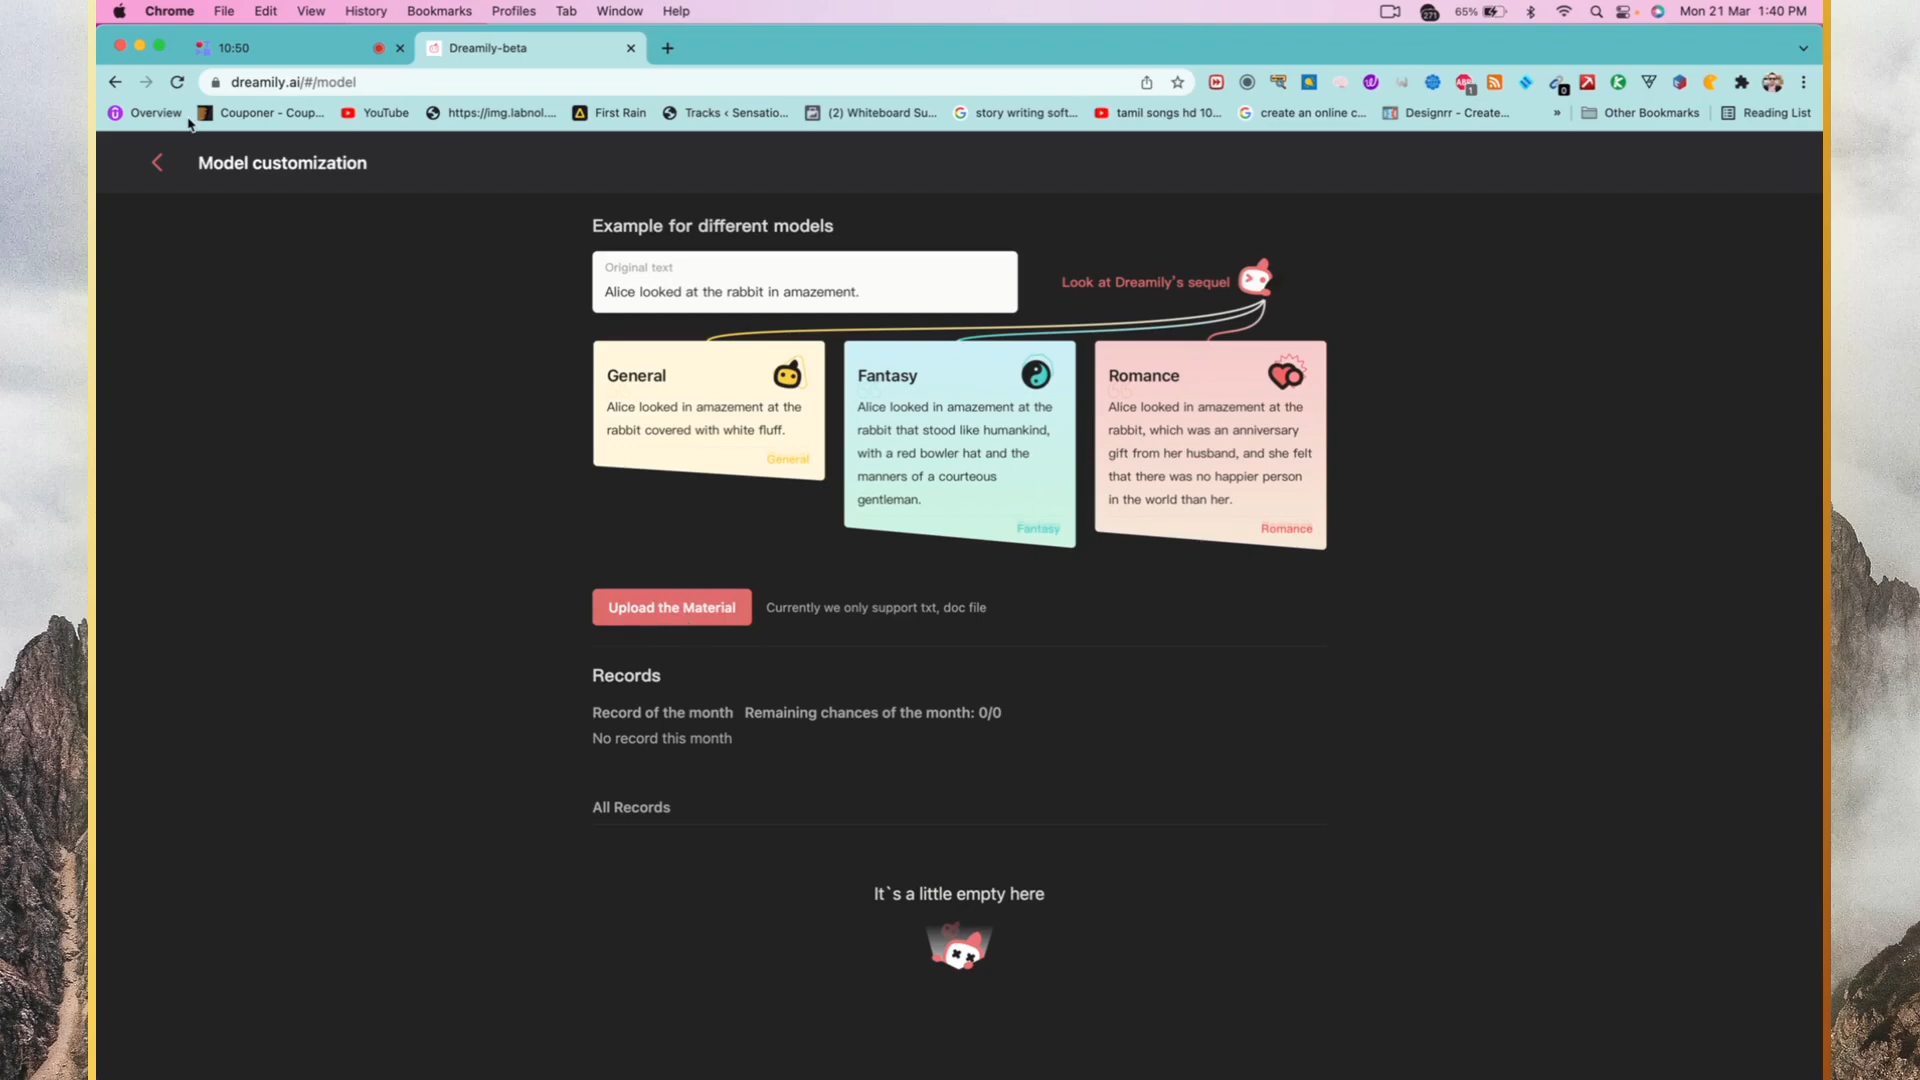 Chrome File Edit View History Bookmarks Profiles Tab Window Help 271 65% Mon 21 Mar 1:40 PM
10:50 Dreamily-beta
dreamily.ai/#/model
Overview Couponer - Coup... YouTube https://img.labnol.... First Rain Tracks ‹ Sensatio... (2) Whiteboard Su... story writing soft... tamil songs hd 10... create an online c... Designrr - Create... » Other Bookmarks Reading List
Model customization
Example for different models
Original text
Alice looked at the rabbit in amazement.
Look at Dreamily's sequel
General
Alice looked in amazement at the
rabbit covered with white fluff.
General
Fantasy
Alice looked in amazement at the
rabbit that stood like humankind,
with a red bowler hat and the
manners of a courteous
gentleman.
Fantasy
Romance
Alice looked in amazement at the
rabbit, which was an anniversary
gift from her husband, and she felt
that there was no happier person
in the world than her.
Romance
Upload the Material Currently we only support txt, doc file
Records
Record of the month Remaining chances of the month: 0/0
No record this month
All Records
It`s a little empty here